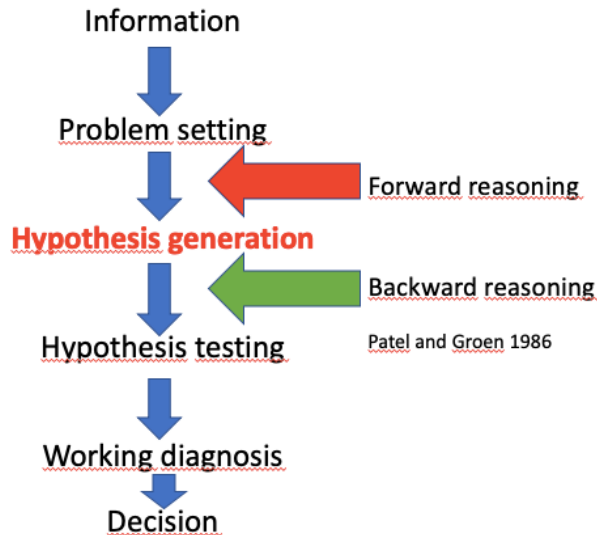 Information
Problem setting
Forward reasoning
Hypothesis generation
Backward reasoning
Hypothesis testing
Patel and Groen 1986
Working diagnosis
Decision